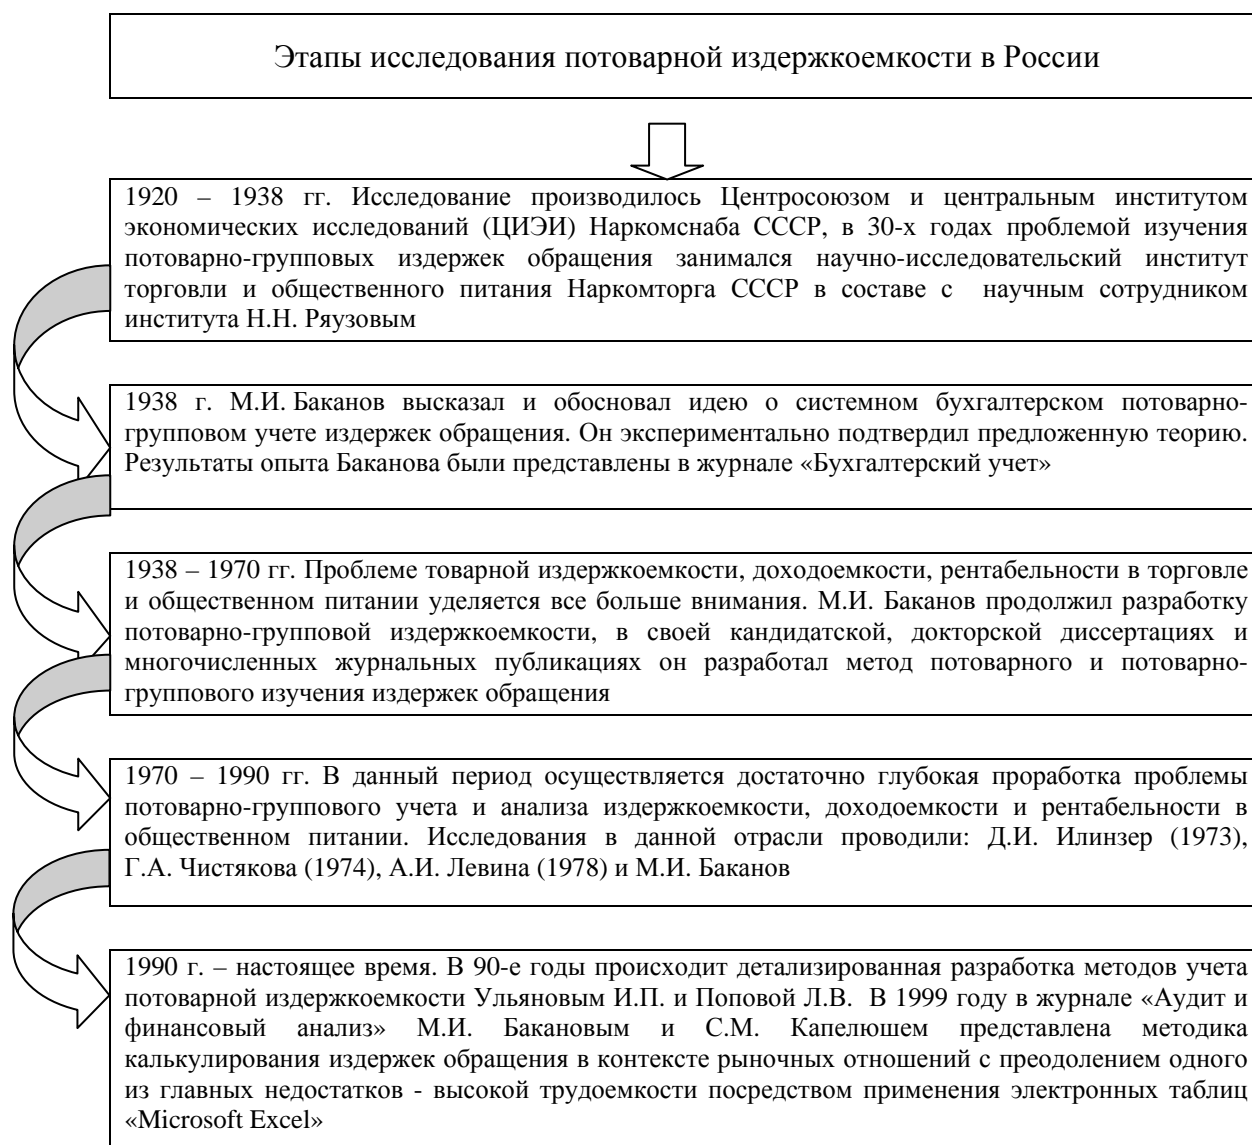 Этапы исследования потоварной издержкоемкости в России
1920 – 1938 гг. Исследование производилось Центросоюзом и центральным институтом
экономических исследований (ЦИЭИ) Наркомснаба СССР, в 30-х годах проблемой изучения
потоварно-групповых издержек обращения занимался научно-исследовательский институт
торговли и общественного питания Наркомторга СССР в составе с научным сотрудником
института Н.Н. Ряузовым
1938 г. М.И. Баканов высказал и обосновал идею о системном бухгалтерском потоварно-
групповом учете издержек обращения. Он экспериментально подтвердил предложенную теорию.
Результаты опыта Баканова были представлены в журнале «Бухгалтерский учет»
1938 – 1970 гг. Проблеме товарной издержкоемкости, доходоемкости, рентабельности в торговле
и общественном питании уделяется все больше внимания. М.И. Баканов продолжил разработку
потоварно-групповой издержкоемкости, в своей кандидатской, докторской диссертациях и
многочисленных журнальных публикациях он разработал метод потоварного и потоварно-
группового изучения издержек обращения
1970 – 1990 гг. В данный период осуществляется достаточно глубокая проработка проблемы
потоварно-группового учета и анализа издержкоемкости, доходоемкости и рентабельности в
общественном питании. Исследования в данной отрасли проводили: Д.И. Илинзер (1973),
Г.А. Чистякова (1974), А.И. Левина (1978) и М.И. Баканов
1990 г. – настоящее время. В 90-е годы происходит детализированная разработка методов учета
потоварной издержкоемкости Ульяновым И.П. и Поповой Л.В. В 1999 году в журнале «Аудит и
финансовый анализ» М.И. Бакановым и С.М. Капелюшем представлена методика
калькулирования издержек обращения в контексте рыночных отношений с преодолением одного
из главных недостатков - высокой трудоемкости посредством применения электронных таблиц
«Microsoft Excel»